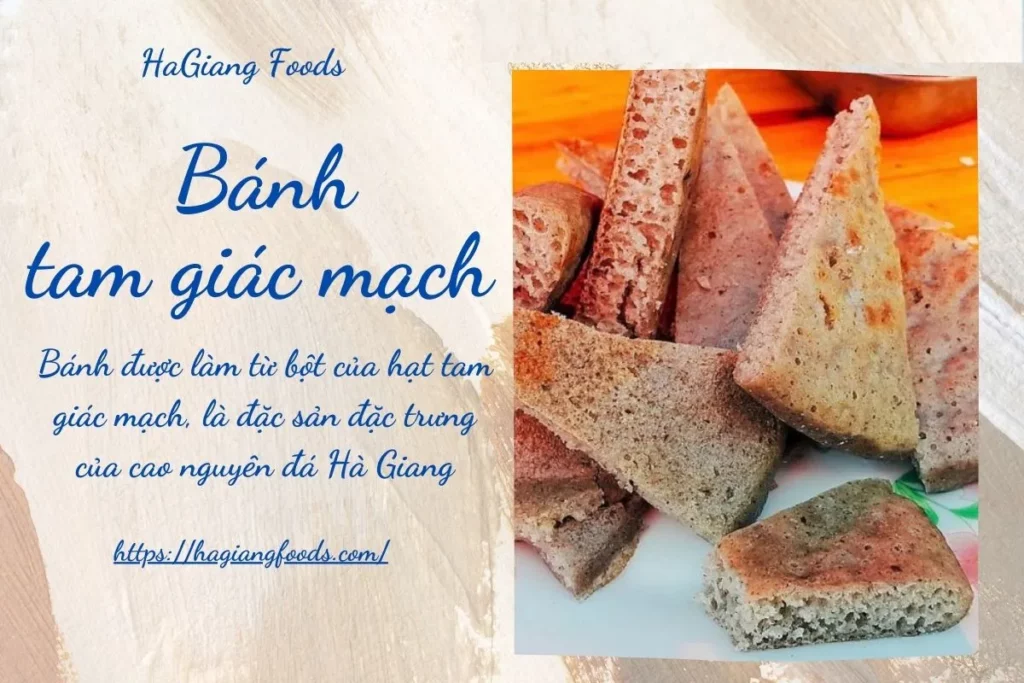 HaGiang Foods
Bánh
tam giác mạch
Bánh được làm từ bột của hạt tam
giác mạch, là đặc sản đặc trưng
của cao nguyên đá Hà Giang
https://hagiangfoods.com/